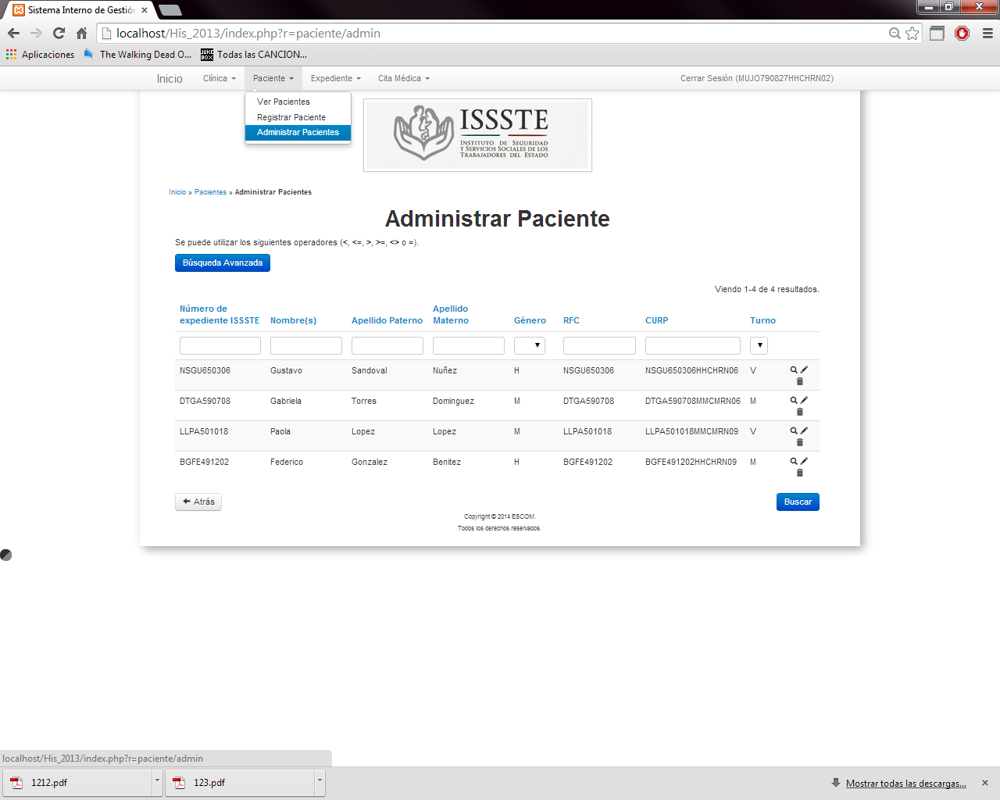 Sistema Interno de Gestión
localhost/His_2013/index.php?r=paciente/admin
Aplicaciones
The Walking Dead O...
JUKE BOX
Todas las CANCION...
Inicio
Clínica
Paciente
Expediente
Cita Médica
Cerrar Sesión (MUJO790827HHCHRN02)
Ver Pacientes
Registrar Paciente
Administrar Pacientes
ISSSTE
INSTITUTO DE SEGURIDAD
Y SERVICIOS SOCIALES DE LOS
TRABAJADORES DEL ESTADO
Inicio » Pacientes » Administrar Pacientes
Administrar Paciente
Se puede utilizar los siguientes operadores (<, <=, >, >=, <> o =).
Búsqueda Avanzada
Viendo 1-4 de 4 resultados.
Número de expediente ISSSTE Nombre(s) Apellido Paterno Apellido Materno Género RFC CURP Turno
NSGU650306 Gustavo Sandoval Nuñez H NSGU650306 NSGU650306HHCHRN06 V
DTGA590708 Gabriela Torres Dominguez M DTGA590708 DTGA590708MMCMRN06 M
LLPA501018 Paola Lopez Lopez M LLPA501018 LLPA501018MMCMRN09 V
BGFE491202 Federico Gonzalez Benitez H BGFE491202 BGFE491202HHCHRN09 M
Atrás
Buscar
Copyright © 2014 ESCOM.
Todos los derechos reservados.
localhost/His_2013/index.php?r=paciente/admin
1212.pdf
123.pdf
Mostrar todas las descargas...